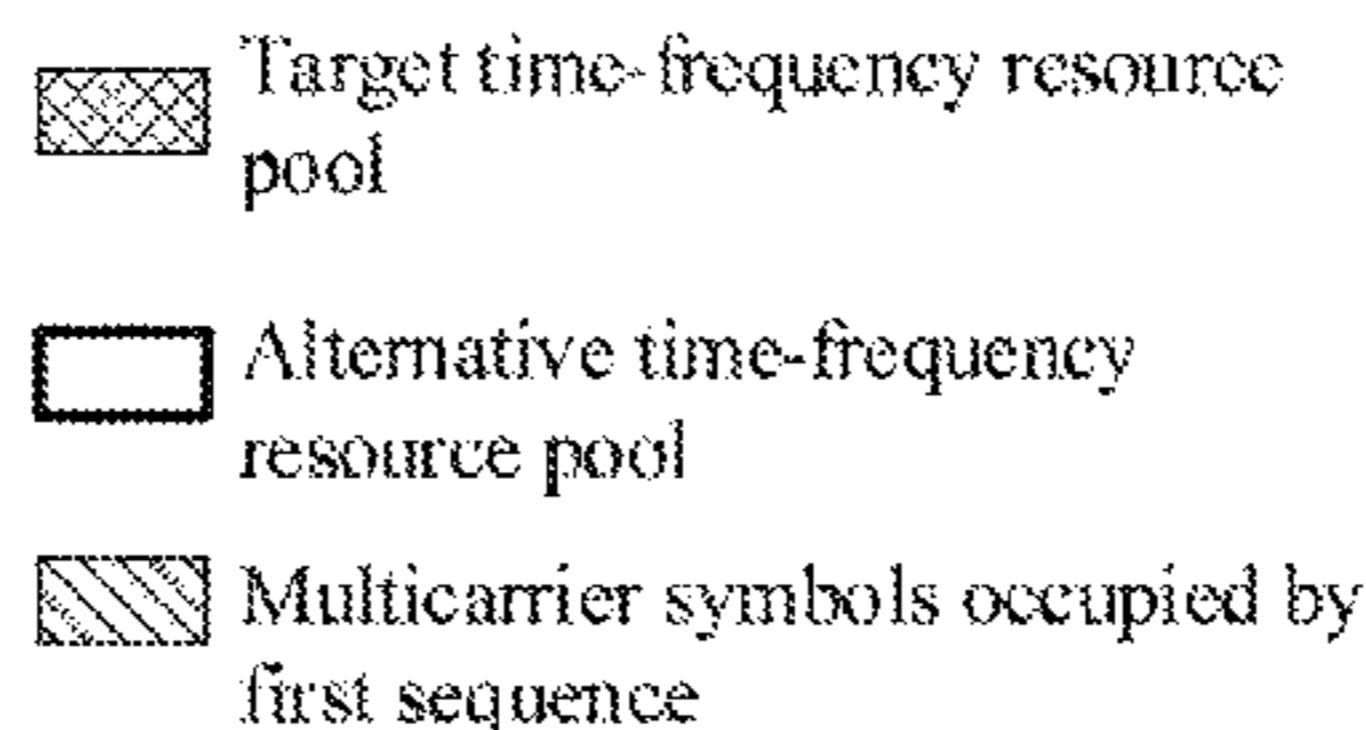 Target time-frequency resource
pool
Alternative time-frequency
resource pool
Multicarrier symbols occupied by
first sequence